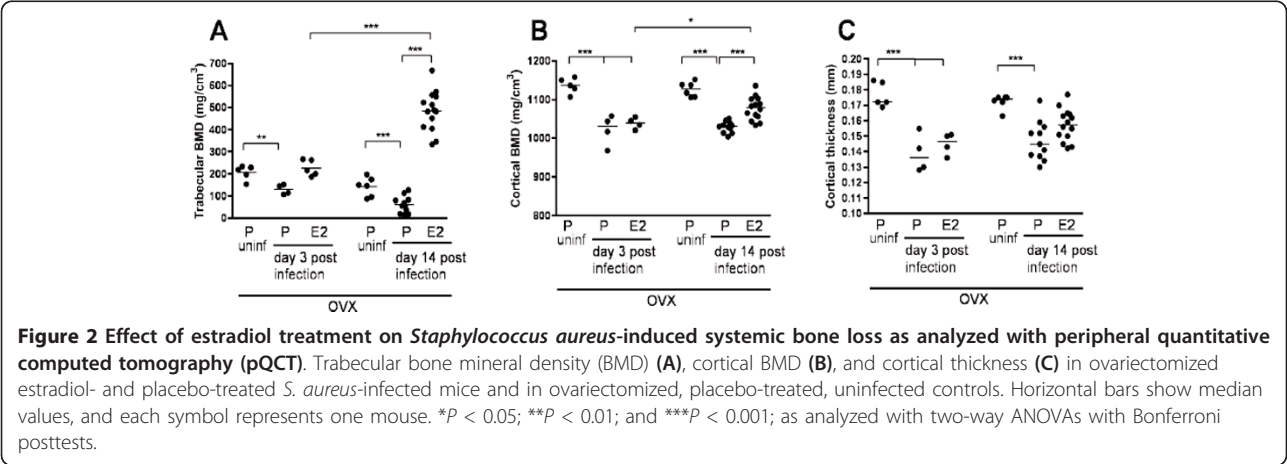 A
***
***
**
***
Trabecular BMD (mg/cm³)
700
600
500
400
300
200
100
0
P
uninf
P
E2
day 3 post
infection
P
uninf
P
E2
day 14 post
infection
OVX
B
*
***
***
***
Cortical BMD (mg/cm³)
1200
1100
1000
900
800
P
uninf
P
E2
day 3 post
infection
P
uninf
P
E2
day 14 post
infection
OVX
C
***
***
Cortical thickness (mm)
0.20
0.19
0.18
0.17
0.16
0.15
0.14
0.13
0.12
0.11
0.10
P
uninf
P
E2
day 3 post
infection
P
uninf
P
E2
day 14 post
infection
OVX
Figure 2 Effect of estradiol treatment on Staphylococcus aureus-induced systemic bone loss as analyzed with peripheral quantitative
computed tomography (pQCT). Trabecular bone mineral density (BMD) (A), cortical BMD (B), and cortical thickness (C) in ovariectomized
estradiol- and placebo-treated S. aureus-infected mice and in ovariectomized, placebo-treated, uninfected controls. Horizontal bars show median
values, and each symbol represents one mouse. *P < 0.05; **P < 0.01; and ***P < 0.001; as analyzed with two-way ANOVAs with Bonferroni
posttests.